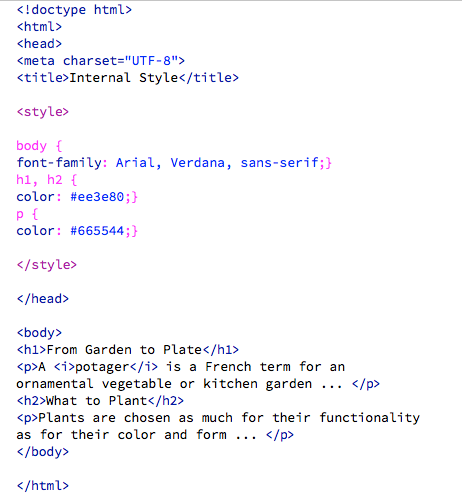 <!doctype html>
<html>
<head>
<meta charset="UTF-8">
<title>Internal Style</title>
<style>
body {
font-family: Arial, Verdana, sans-serif;}
h1, h2 {
color: #ee3e80;}
p {
color: #665544;}
</style>
</head>
<body>
<h1>From Garden to Plate</h1>
<p>A <i>potager</i> is a French term for an
ornamental vegetable or kitchen garden ... </p>
<h2>What to Plant</h2>
<p>Plants are chosen as much for their functionality
as for their color and form ... </p>
</body>
</html>